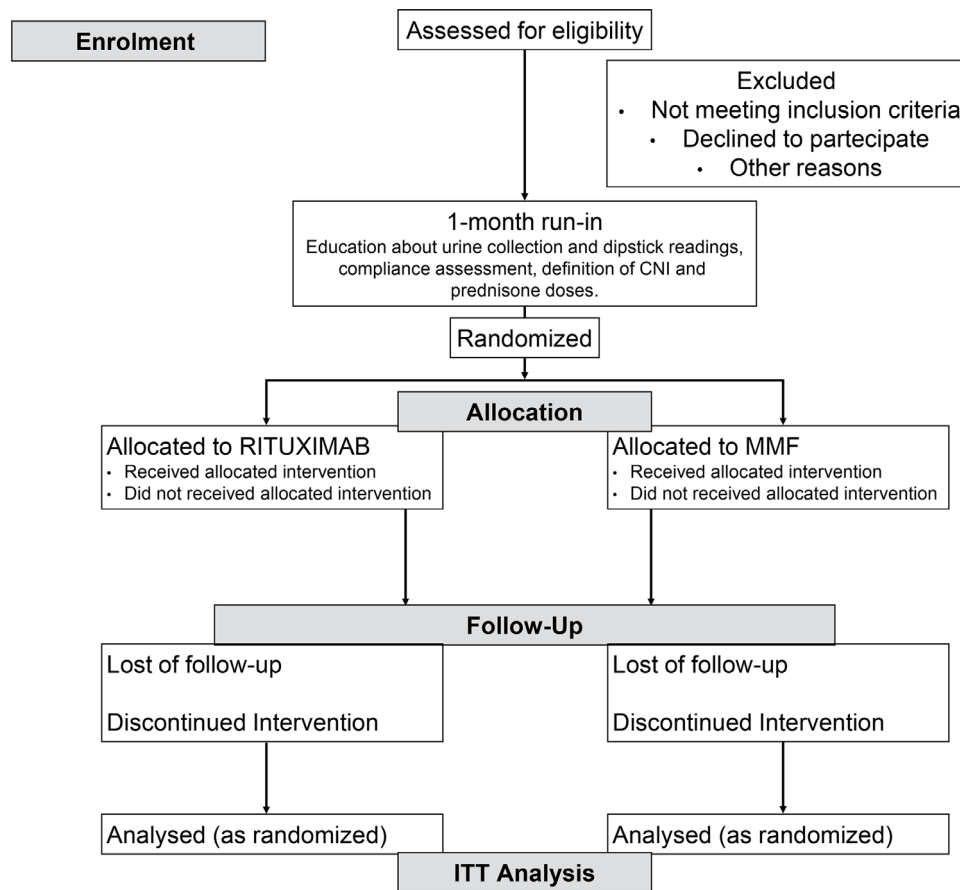 Enrolment
Assessed for eligibility
Excluded
• Not meeting inclusion criteria
• Declined to partecipate
• Other reasons
1-month run-in
Education about urine collection and dipstick readings,
compliance assessment, definition of CNI and
prednisone doses.
Randomized
Allocation
Allocated to RITUXIMAB
• Received allocated intervention
• Did not received allocated intervention
Allocated to MMF
• Received allocated intervention
• Did not received allocated intervention
Follow-Up
Lost of follow-up
Discontinued Intervention
Lost of follow-up
Discontinued Intervention
Analysed (as randomized)
Analysed (as randomized)
ITT Analysis